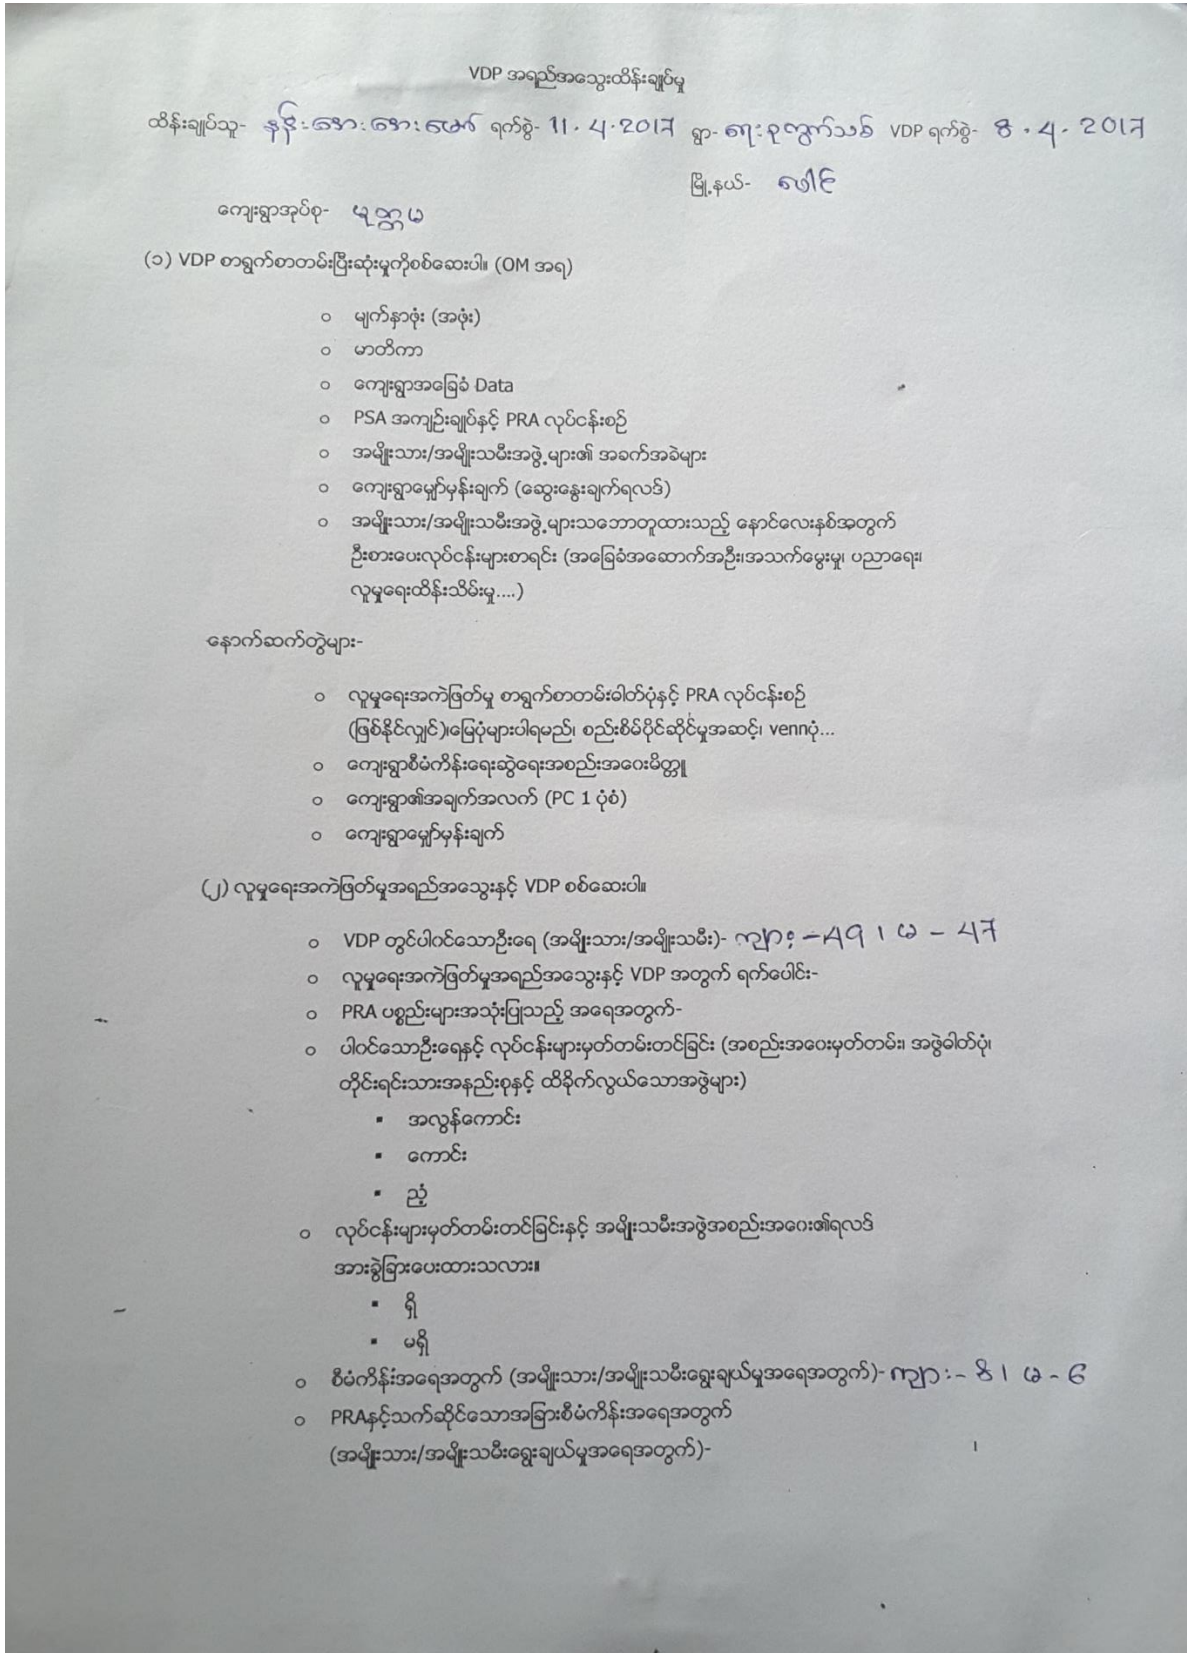 VDP အရည်အသွေးထိန်းချုပ်မှု
ထိန်းချုပ်သူ- နန်းအေးအေးမော် ရက်စွဲ- 11.4.2017 ရွာ- ရေးစုကွက်သစ် VDP ရက်စွဲ- 8.4.2017
မြို့နယ်- ပေါင်
ကျေးရွာအုပ်စု- မုတ္တမ
(၁) VDP စာရွက်စာတမ်းပြီးဆုံးမှုကိုစစ်ဆေးပါ။ (OM အရ)
o မျက်နှာဖုံး (အဖုံး)
o မာတိကာ
o ကျေးရွာအခြေခံ Data
o PSA အကျဉ်းချုပ်နှင့် PRA လုပ်ငန်းစဉ်
o အမျိုးသား/အမျိုးသမီးအဖွဲ့များ၏ အခက်အခဲများ
o ကျေးရွာမျှော်မှန်းချက် (ဆွေးနွေးချက်ရလဒ်)
o အမျိုးသား/အမျိုးသမီးအဖွဲ့များသဘောတူထားသည့် နောင်လေးနှစ်အတွက်
ဦးစားပေးလုပ်ငန်းများစာရင်း (အခြေခံအဆောက်အဦး၊အသက်မွေးမှု၊ ပညာရေး၊
လူမှုရေးထိန်းသိမ်းမှု....)
နောက်ဆက်တွဲများ-
o လူမှုရေးအကဲဖြတ်မှု စာရွက်စာတမ်းဓါတ်ပုံနှင့် PRA လုပ်ငန်းစဉ်
(ဖြစ်နိုင်လျှင်)၊မြေပုံများပါရမည်၊ စည်းစိမ်ပိုင်ဆိုင်မှုအဆင့်၊ vennပုံ...
o ကျေးရွာစီမံကိန်းရေးဆွဲရေးအစည်းအဝေးမိတ္တူ
o ကျေးရွာ၏အချက်အလက် (PC 1 ပုံစံ)
o ကျေးရွာမျှော်မှန်းချက်
(၂) လူမှုရေးအကဲဖြတ်မှုအရည်အသွေးနှင့် VDP စစ်ဆေးပါ။
o VDP တွင်ပါဝင်သောဦးရေ (အမျိုးသား/အမျိုးသမီး)- ကျား-49 ၊ မ - 47
o လူမှုရေးအကဲဖြတ်မှုအရည်အသွေးနှင့် VDP အတွက် ရက်ပေါင်း-
o PRA ပစ္စည်းများအသုံးပြုသည့် အရေအတွက်-
o ပါဝင်သောဦးရေနှင့် လုပ်ငန်းများမှတ်တမ်းတင်ခြင်း (အစည်းအဝေးမှတ်တမ်း၊ အဖွဲဓါတ်ပုံ၊
တိုင်းရင်းသားအနည်းစုနှင့် ထိခိုက်လွယ်သောအဖွဲများ)
▪ အလွန်ကောင်း
▪ ကောင်း
▪ ညံ့
o လုပ်ငန်းများမှတ်တမ်းတင်ခြင်းနှင့် အမျိုးသမီးအဖွဲအစည်းအဝေး၏ရလဒ်
အားခွဲခြားပေးထားသလား။
▪ ရှိ
▪ မရှိ
o စီမံကိန်းအရေအတွက် (အမျိုးသား/အမျိုးသမီးရွေးချယ်မှုအရေအတွက်)- ကျား - 8 ၊ မ - 6
o PRAနှင့်သက်ဆိုင်သောအခြားစီမံကိန်းအရေအတွက်
(အမျိုးသား/အမျိုးသမီးရွေးချယ်မှုအရေအတွက်)-